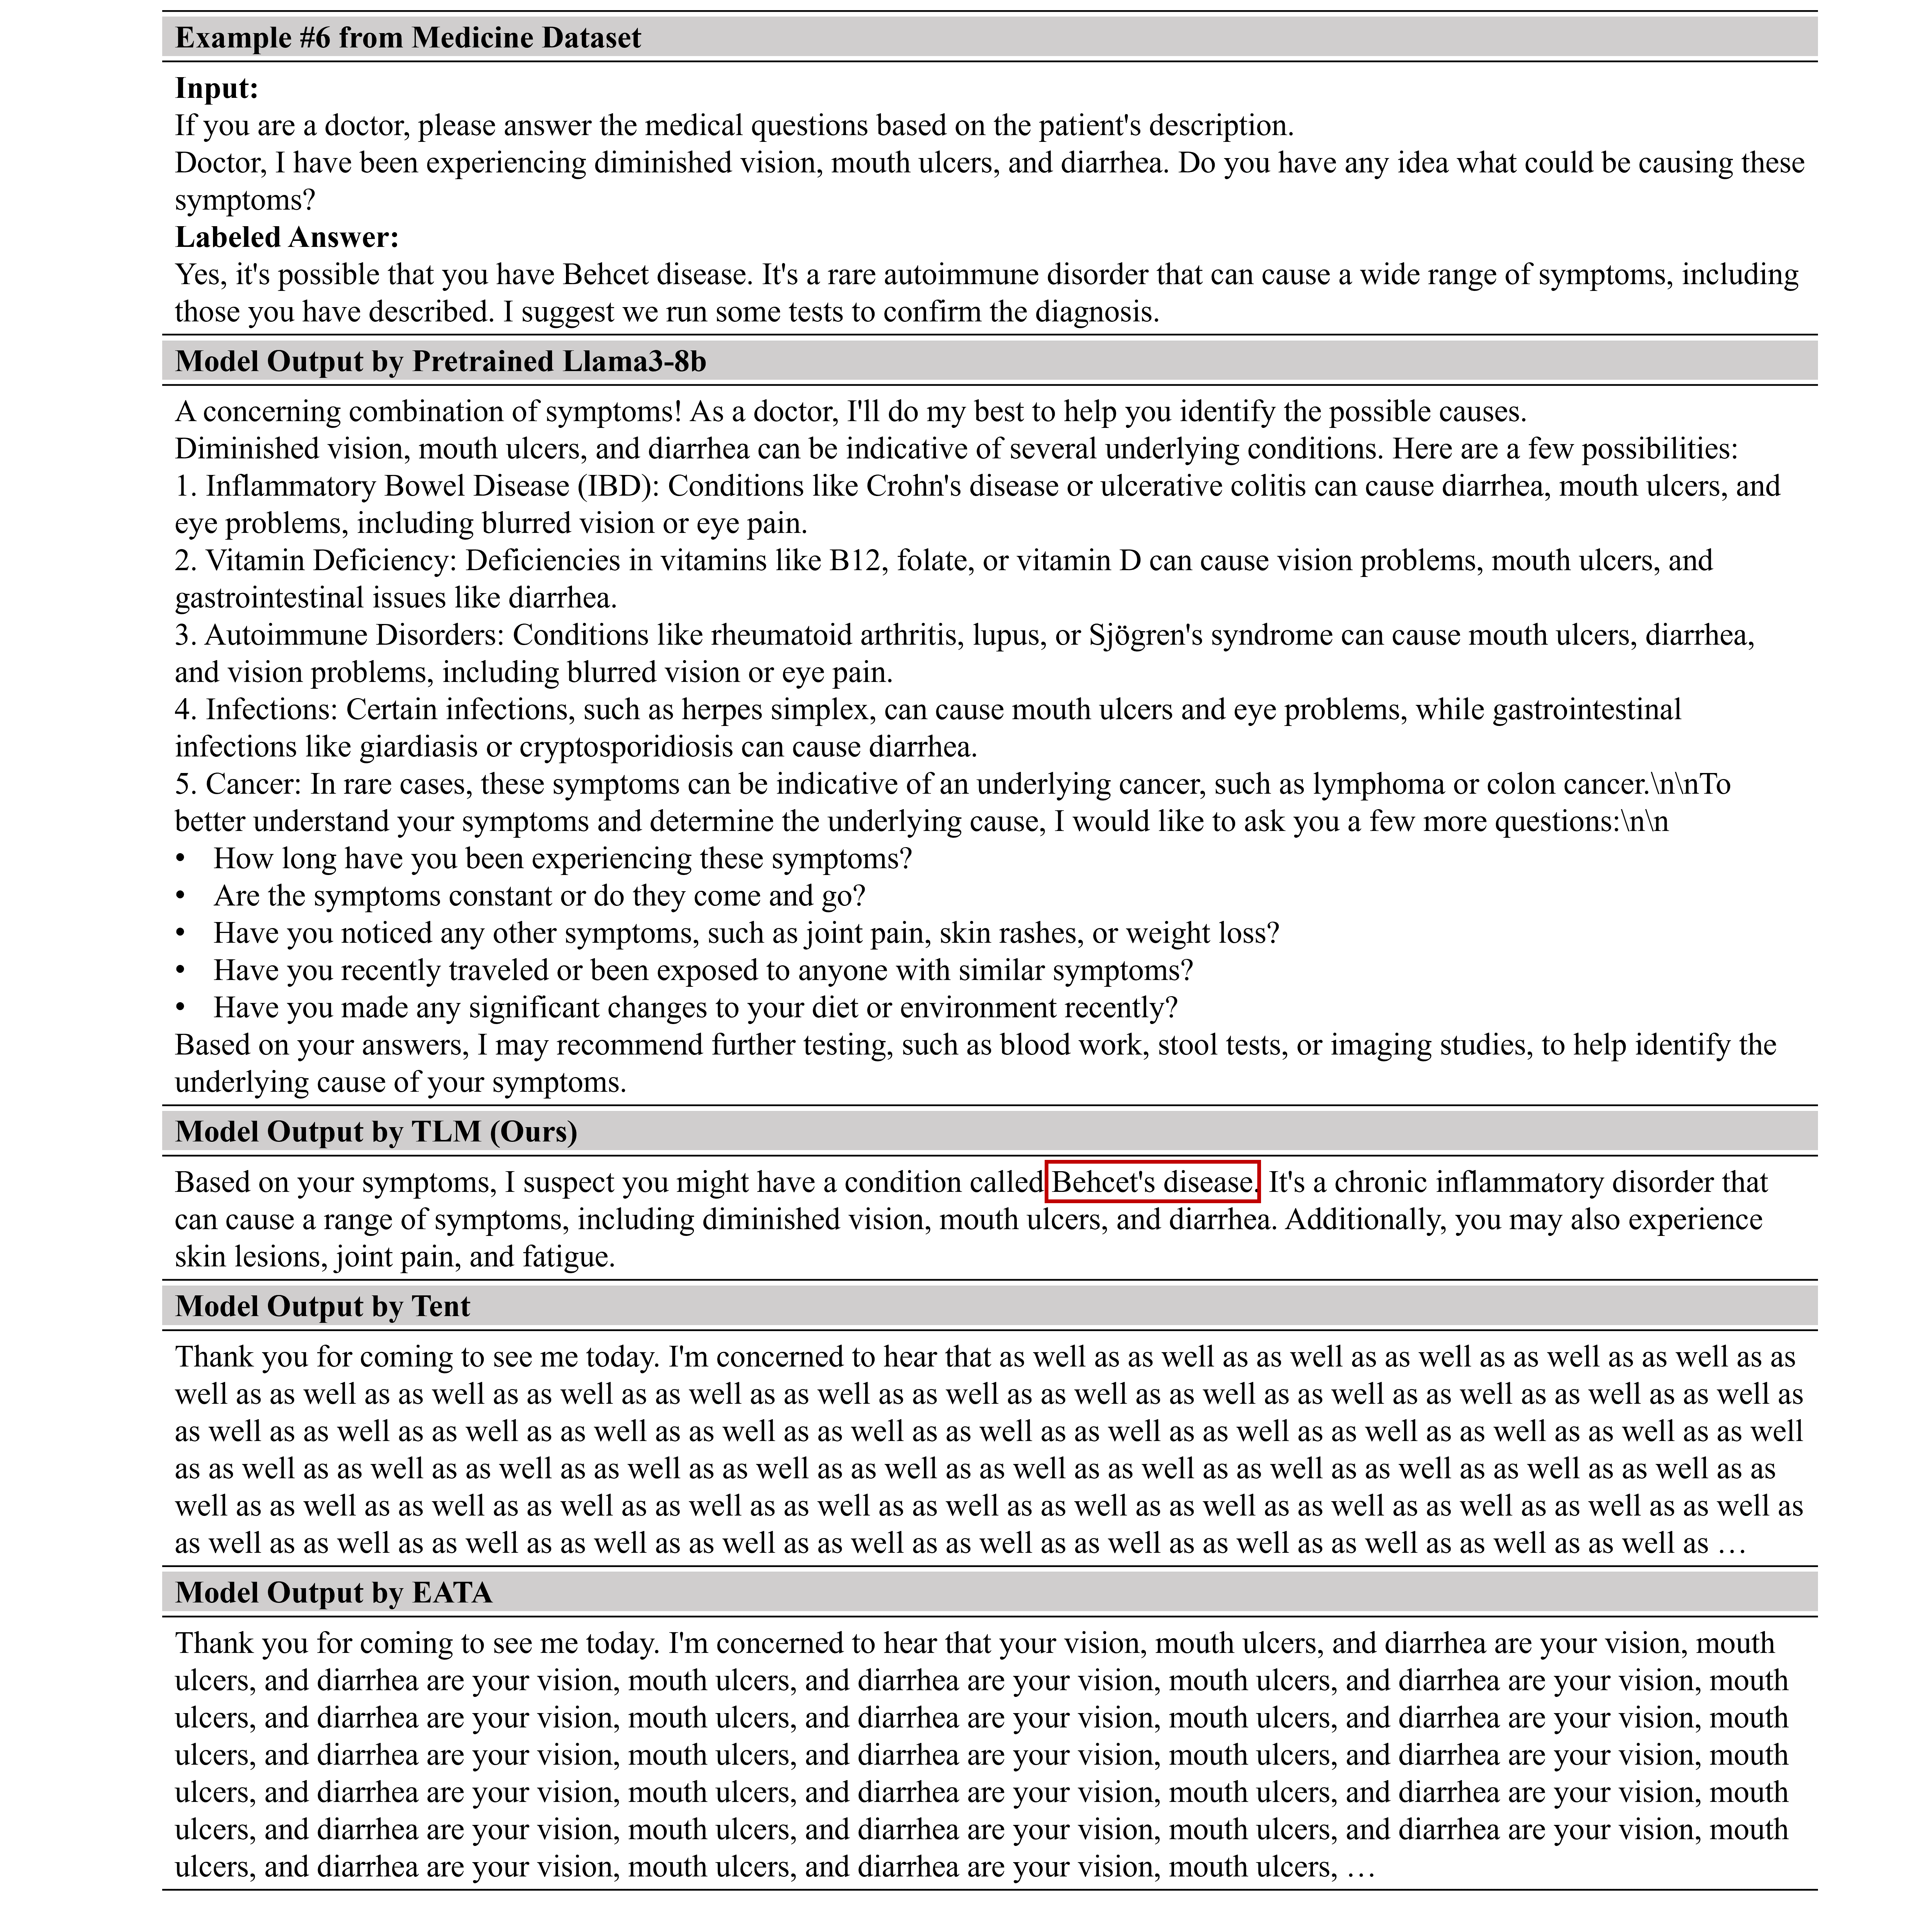 Example #6 from Medicine Dataset
Input:
If you are a doctor, please answer the medical questions based on the patient's description.
Doctor, I have been experiencing diminished vision, mouth ulcers, and diarrhea. Do you have any idea what could be causing these
symptoms?
Labeled Answer:
Yes, it's possible that you have Behcet disease. It's a rare autoimmune disorder that can cause a wide range of symptoms, including
those you have described. I suggest we run some tests to confirm the diagnosis.
Model Output by Pretrained Llama3-8b
A concerning combination of symptoms! As a doctor, I'll do my best to help you identify the possible causes.
Diminished vision, mouth ulcers, and diarrhea can be indicative of several underlying conditions. Here are a few possibilities:
1. Inflammatory Bowel Disease (IBD): Conditions like Crohn's disease or ulcerative colitis can cause diarrhea, mouth ulcers, and
eye problems, including blurred vision or eye pain.
2. Vitamin Deficiency: Deficiencies in vitamins like B12, folate, or vitamin D can cause vision problems, mouth ulcers, and
gastrointestinal issues like diarrhea.
3. Autoimmune Disorders: Conditions like rheumatoid arthritis, lupus, or Sjögren's syndrome can cause mouth ulcers, diarrhea,
and vision problems, including blurred vision or eye pain.
4. Infections: Certain infections, such as herpes simplex, can cause mouth ulcers and eye problems, while gastrointestinal
infections like giardiasis or cryptosporidiosis can cause diarrhea.
5. Cancer: In rare cases, these symptoms can be indicative of an underlying cancer, such as lymphoma or colon cancer.\n\nTo
better understand your symptoms and determine the underlying cause, I would like to ask you a few more questions:\n\n
• How long have you been experiencing these symptoms?
• Are the symptoms constant or do they come and go?
• Have you noticed any other symptoms, such as joint pain, skin rashes, or weight loss?
• Have you recently traveled or been exposed to anyone with similar symptoms?
• Have you made any significant changes to your diet or environment recently?
Based on your answers, I may recommend further testing, such as blood work, stool tests, or imaging studies, to help identify the
underlying cause of your symptoms.
Model Output by TLM (Ours)
Based on your symptoms, I suspect you might have a condition called Behcet's disease. It's a chronic inflammatory disorder that
can cause a range of symptoms, including diminished vision, mouth ulcers, and diarrhea. Additionally, you may also experience
skin lesions, joint pain, and fatigue.
Model Output by Tent
Thank you for coming to see me today. I'm concerned to hear that as well as as well as as well as as well as as well as as well as as
well as as well as as well as as well as as well as as well as as well as as well as as well as as well as as well as as well as as well as
as well as as well as as well as as well as as well as as well as as well as as well as as well as as well as as well as as well as as well
as as well as as well as as well as as well as as well as as well as as well as as well as as well as as well as as well as as well as as
well as as well as as well as as well as as well as as well as as well as as well as as well as as well as as well as as well as as well as
as well as as well as as well as as well as as well as as well as as well as as well as as well as as well as as well as as well as …
Model Output by EATA
Thank you for coming to see me today. I'm concerned to hear that your vision, mouth ulcers, and diarrhea are your vision, mouth
ulcers, and diarrhea are your vision, mouth ulcers, and diarrhea are your vision, mouth ulcers, and diarrhea are your vision, mouth
ulcers, and diarrhea are your vision, mouth ulcers, and diarrhea are your vision, mouth ulcers, and diarrhea are your vision, mouth
ulcers, and diarrhea are your vision, mouth ulcers, and diarrhea are your vision, mouth ulcers, and diarrhea are your vision, mouth
ulcers, and diarrhea are your vision, mouth ulcers, and diarrhea are your vision, mouth ulcers, and diarrhea are your vision, mouth
ulcers, and diarrhea are your vision, mouth ulcers, and diarrhea are your vision, mouth ulcers, and diarrhea are your vision, mouth
ulcers, and diarrhea are your vision, mouth ulcers, and diarrhea are your vision, mouth ulcers, …